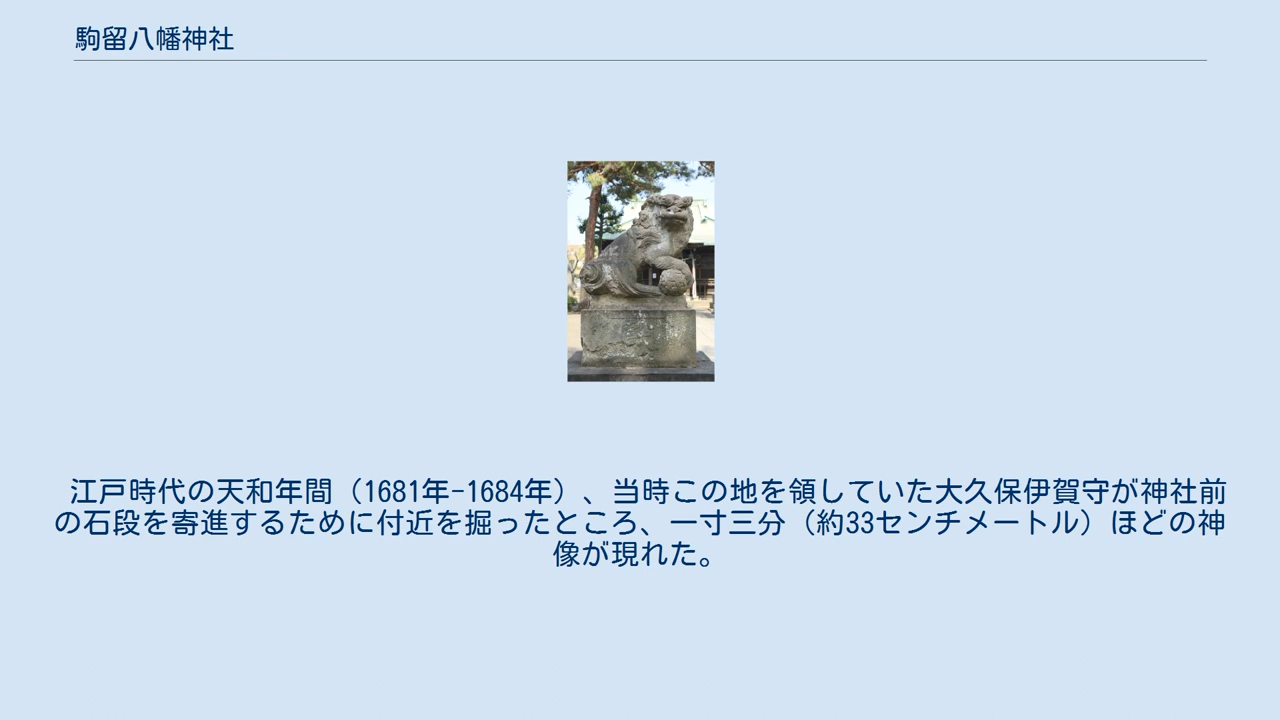 駒留八幡神社
江戸時代の天和年間（1681年-1684年）、当時この地を領していた大久保伊賀守が神社前
の石段を寄進するために付近を掘ったところ、一寸三分（約33センチメートル）ほどの神
像が現れた。